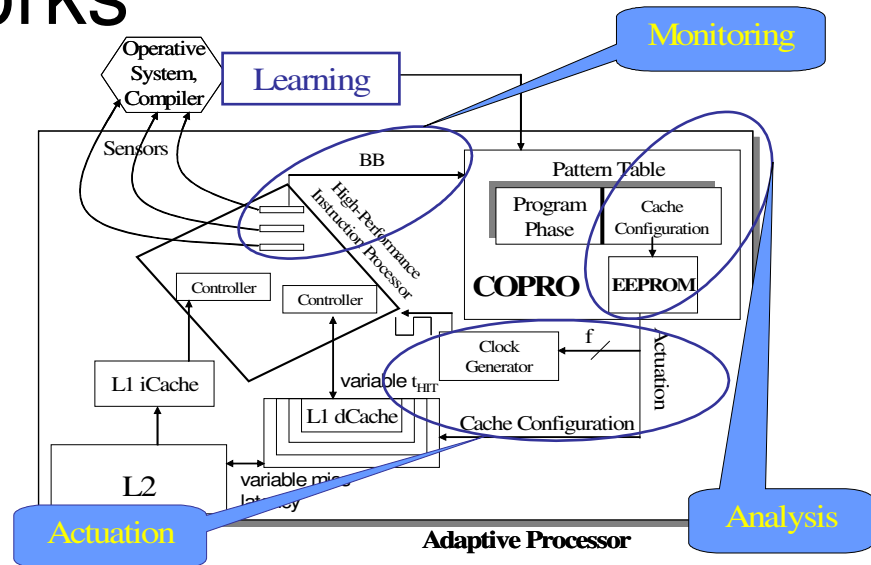 orks
Monitoring
Operative
System,
Compiler
Learning
Sensors
BB
Pattern Table
Program
Phase
Cache
Configuration
High-Performance
Instruction Processor
COPRO
EEPROM
Controller
Controller
Clock
Generator
f
Actuation
L1 iCache
variable tHIT
L1 dCache
Cache Configuration
L2
variable miss
latency
Actuation
Analysis
Adaptive Processor